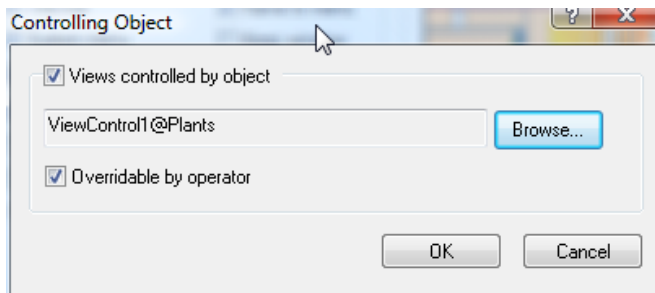 Controlling Object
Views controlled by object
ViewControl1@Plants
Browse...
Overridable by operator
OK
Cancel